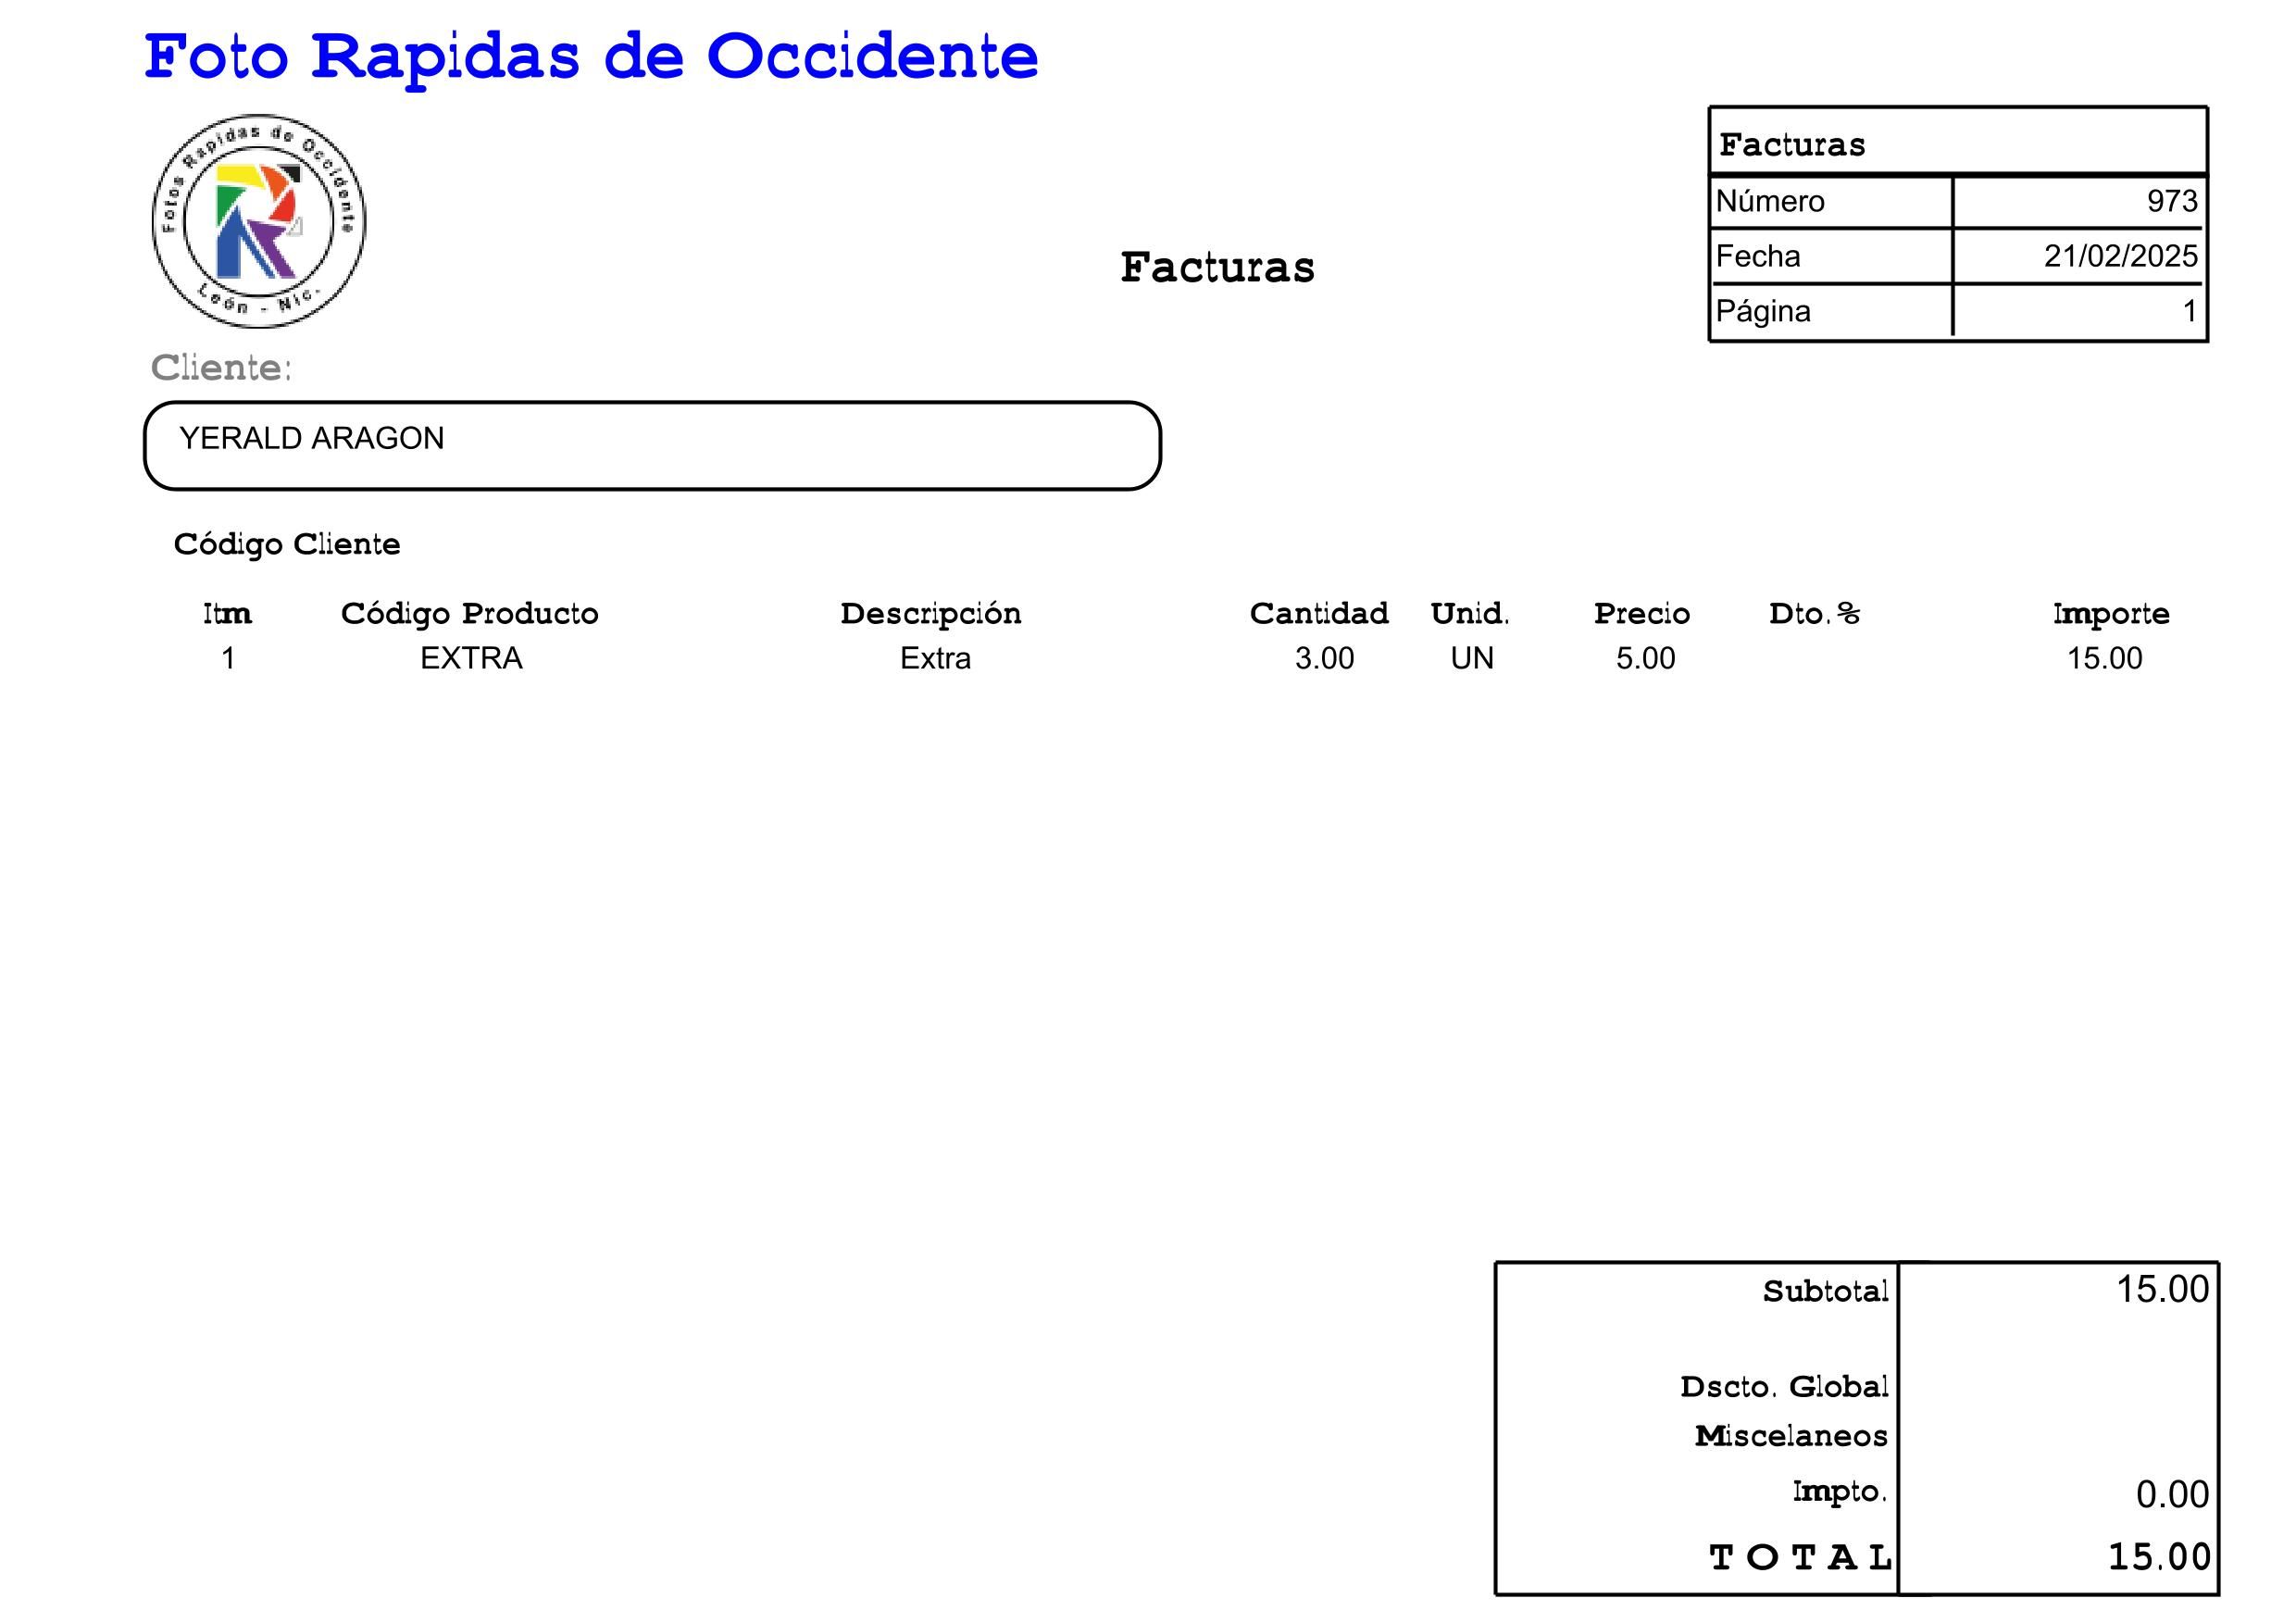 Foto Rapidas de Occidente
Fotos Rapidas de Occidente
León - Nic.
Facturas
Facturas
Número 973
Fecha 21/02/2025
Página 1
Cliente:
YERALD ARAGON
Código Cliente
Itm Código Producto Descripción Cantidad Unid. Precio Dto.% Importe
1 EXTRA Extra 3.00 UN 5.00 15.00
Subtotal 15.00
Dscto. Global
Miscelaneos
Impto. 0.00
TOTAL 15.00